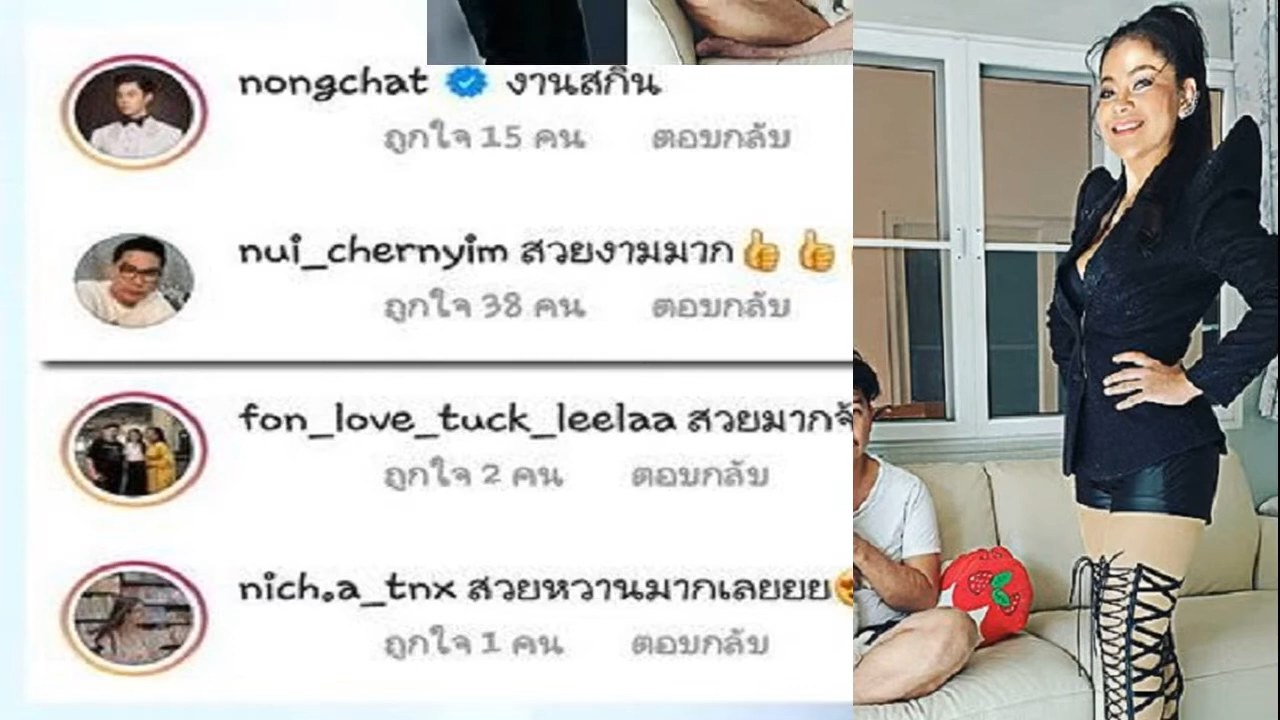 nongchat งานสกิน
ถูกใจ 15 คน ตอบกลับ
nui_chernyim สวยงามมาก👍👍
ถูกใจ 38 คน ตอบกลับ
fon_love_tuck_leelaa สวยมากจ้
ถูกใจ 2 คน ตอบกลับ
nich.a_tnx สวยหวานมากเลยยย
ถูกใจ 1 คน ตอบกลับ